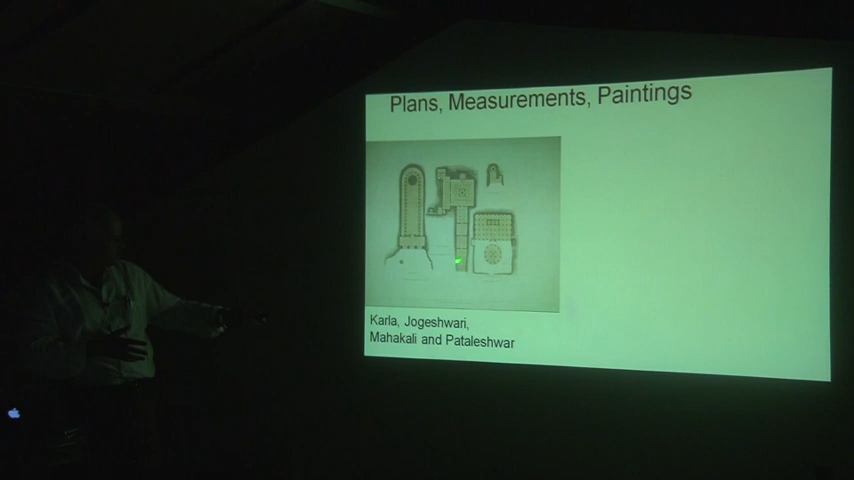 Plans, Measurements, Paintings
Karla, Jogeshwari,
Mahakali and Pataleshwar